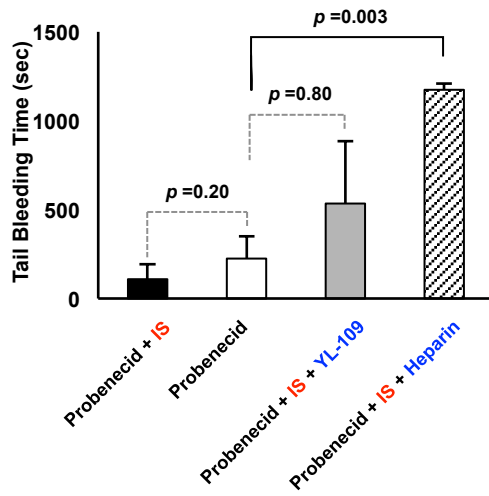 p =0.003
p =0.80
p =0.20
Tail Bleeding Time (sec)
1500
1000
500
0
Probenecid + IS
Probenecid
Probenecid + IS + YL-109
Probenecid + IS + Heparin